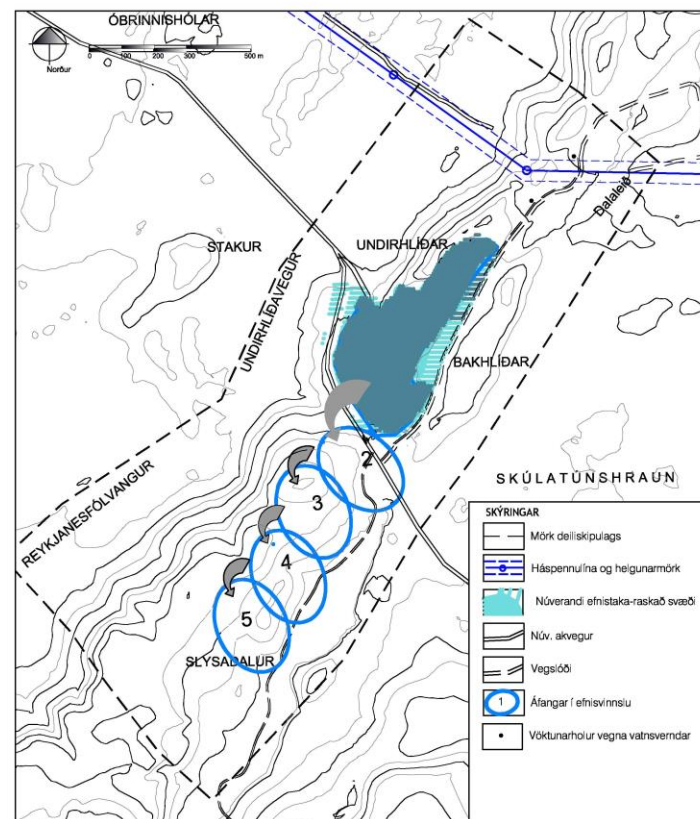 ÓBRINNISHÓLAR
Norður
0 100 200 300 500 m
STAKUR
UNDIRHLÍÐAR
UNDIRHLÍÐAVEGUR
Dalaleið
BAKHLÍÐAR
REYKJANESFÓLVANGUR
SKÚLATÚNSHRAUN
2
3
4
5
SLYSADALUR
SKÝRINGAR
Mörk deiliskipulags
Háspennulína og helgunarmörk
Núverandi efnistaka-raskað svæði
Núv. akvegur
Vegslóði
1
Áfangar í efnisvinnslu
Vöktunarholur vegna vatnsverndar